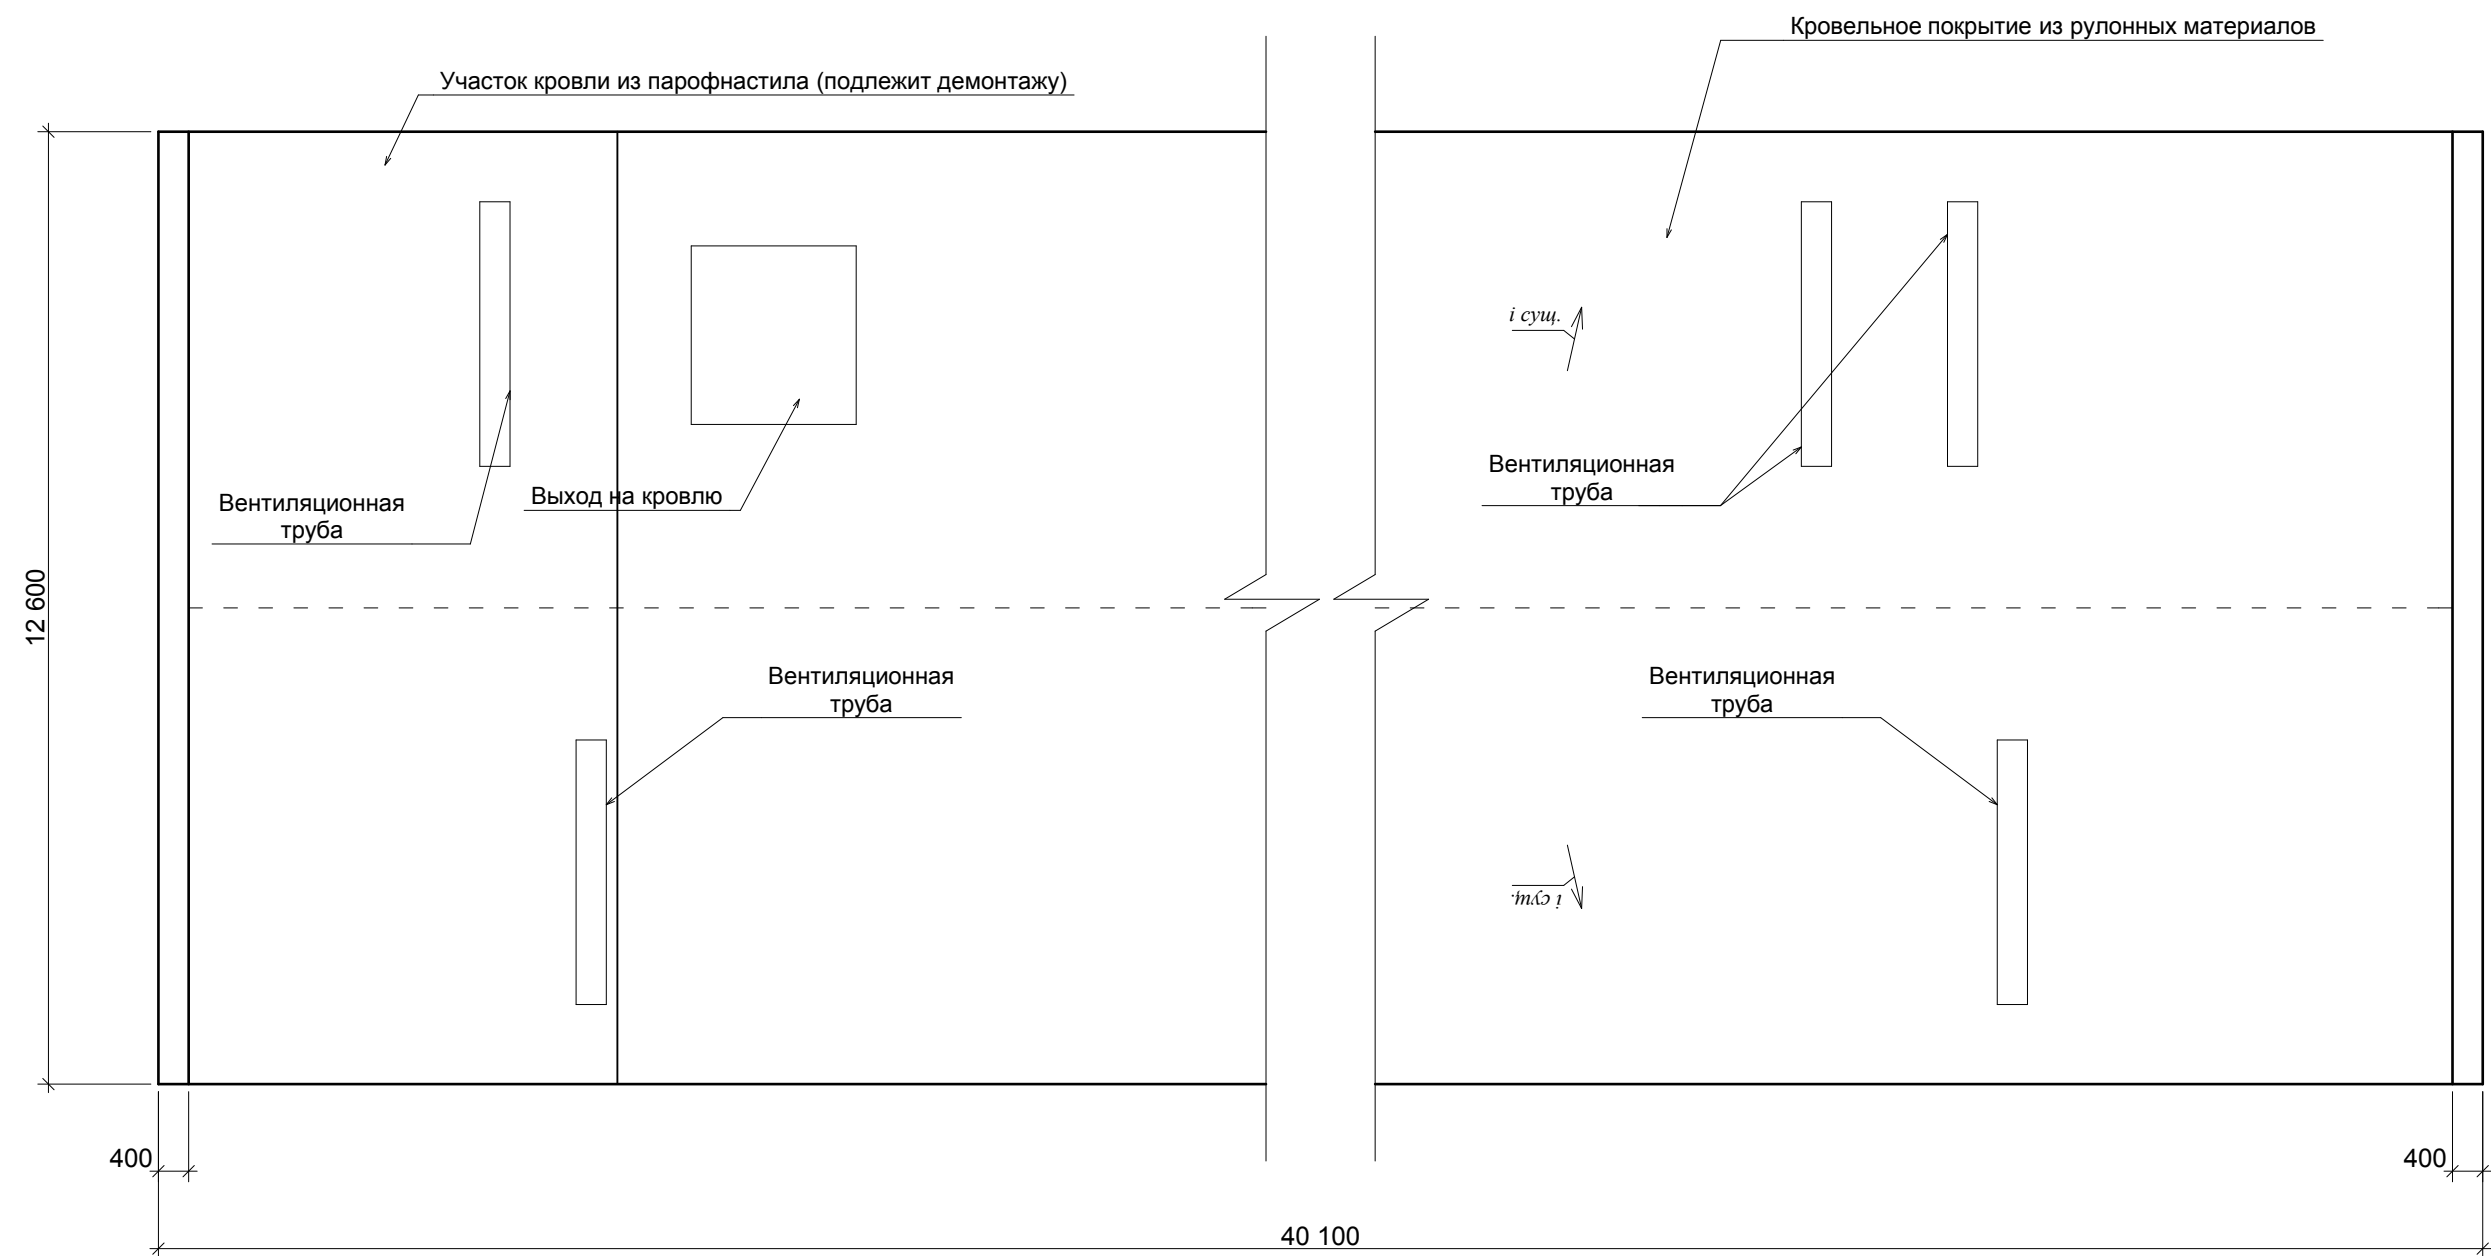 Кровельное покрытие из рулонных материалов
Участок кровли из парофнастила (подлежит демонтажу)
i сущ.
Вентиляционная
труба
Вентиляционная
труба
Выход на кровлю
12 600
Вентиляционная
труба
Вентиляционная
труба
i сущ.
400
400
40 100